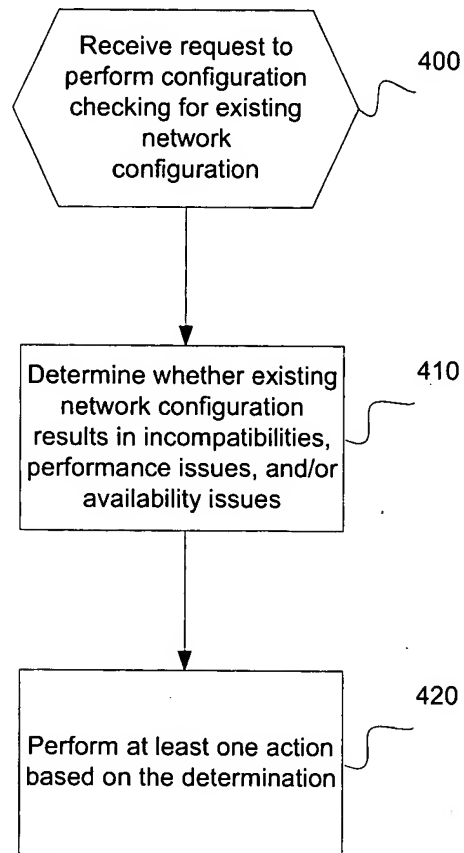 Receive request to
perform configuration
checking for existing
network
configuration
400
Determine whether existing
network configuration
results in incompatibilities,
performance issues, and/or
availability issues
410
Perform at least one action
based on the determination
420